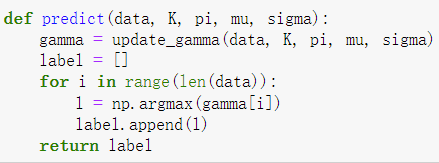 def predict(data, K, pi, mu, sigma):
    gamma = update_gamma(data, K, pi, mu, sigma)
    label = []
    for i in range(len(data)):
        l = np.argmax(gamma[i])
        label.append(l)
    return label